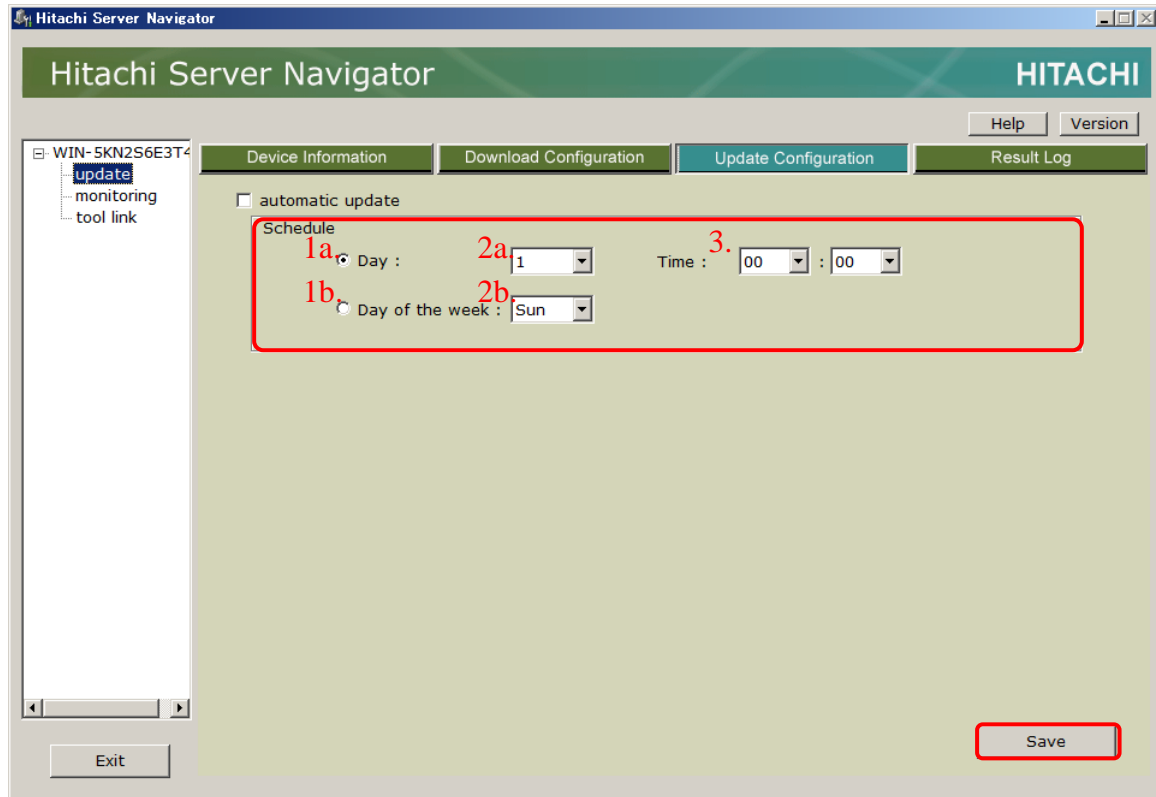 Hitachi Server Navigator
Hitachi Server Navigator HITACHI
Help Version
WIN-5KN2S6E3T4
update
monitoring
tool link
Device Information Download Configuration Update Configuration Result Log
automatic update
Schedule
1a. Day : 2a. 1 Time : 3. 00 : 00
1b. Day of the week : 2b. Sun
Save
Exit